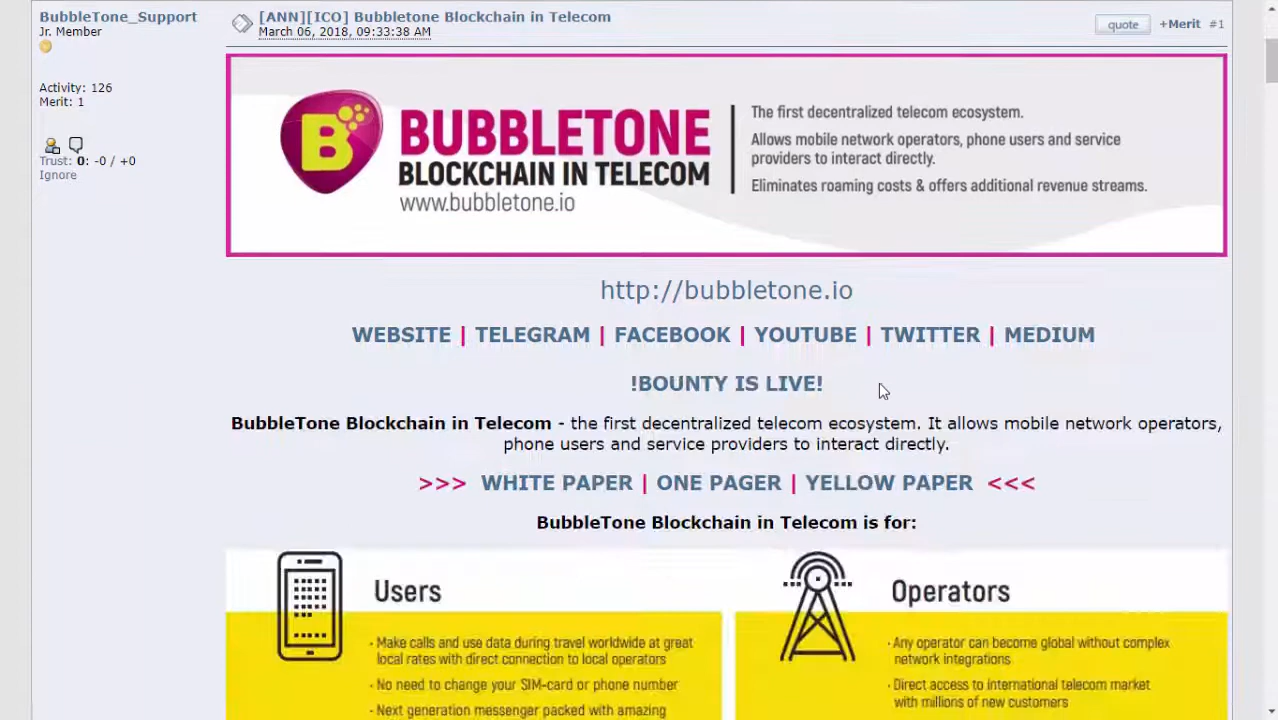 BubbleTone_Support
Jr. Member
Activity: 126
Merit: 1
Trust: 0: -0 / +0
Ignore
[ANN][ICO] Bubbletone Blockchain in Telecom
March 06, 2018, 09:33:38 AM
quote +Merit #1
B
BUBBLETONE
BLOCKCHAIN IN TELECOM
www.bubbletone.io
The first decentralized telecom ecosystem.
Allows mobile network operators, phone users and service
providers to interact directly.
Eliminates roaming costs & offers additional revenue streams.
http://bubbletone.io
WEBSITE | TELEGRAM | FACEBOOK | YOUTUBE | TWITTER | MEDIUM
!BOUNTY IS LIVE!
BubbleTone Blockchain in Telecom - the first decentralized telecom ecosystem. It allows mobile network operators,
phone users and service providers to interact directly.
>>> WHITE PAPER | ONE PAGER | YELLOW PAPER <<<
BubbleTone Blockchain in Telecom is for:
Users
· Make calls and use data during travel worldwide at great
local rates with direct connection to local operators
· No need to change your SIM-card or phone number
· Next generation messenger packed with amazing
Operators
· Any operator can become global without complex
network integrations
· Direct access to international telecom market
with millions of new customers